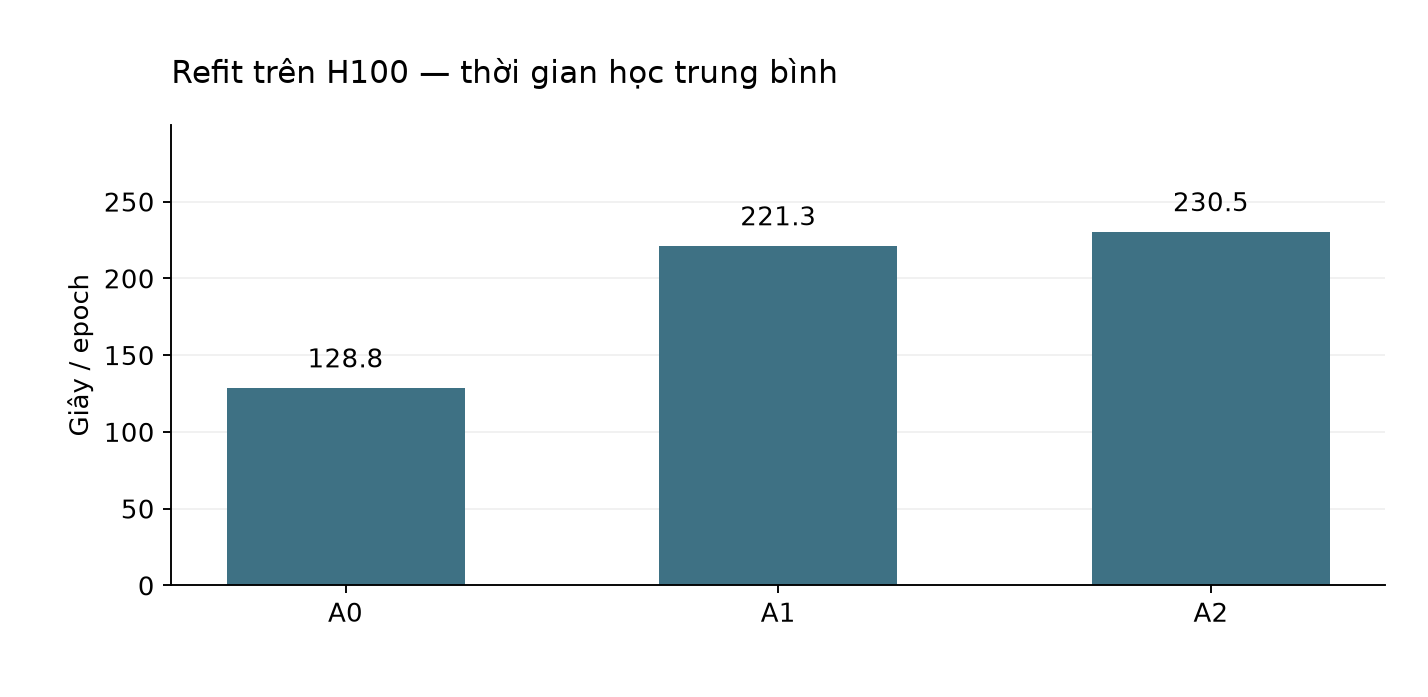 Refit trên H100 — thời gian học trung bình
Giây / epoch
250
200
150
100
50
0
128.8
221.3
230.5
A0
A1
A2